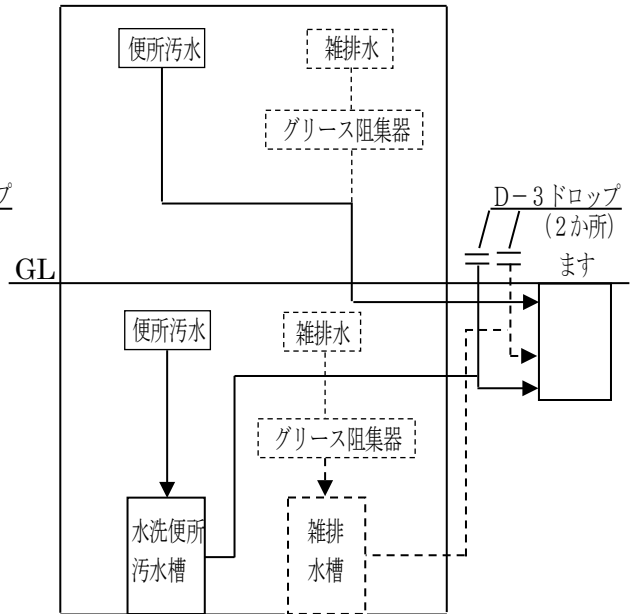 便所汚水
雑排水
グリース阻集器
プ
D-3ドロップ
(2か所)
ます
GL
便所汚水
雑排水
グリース阻集器
水洗便所
汚水槽
雑排
水槽